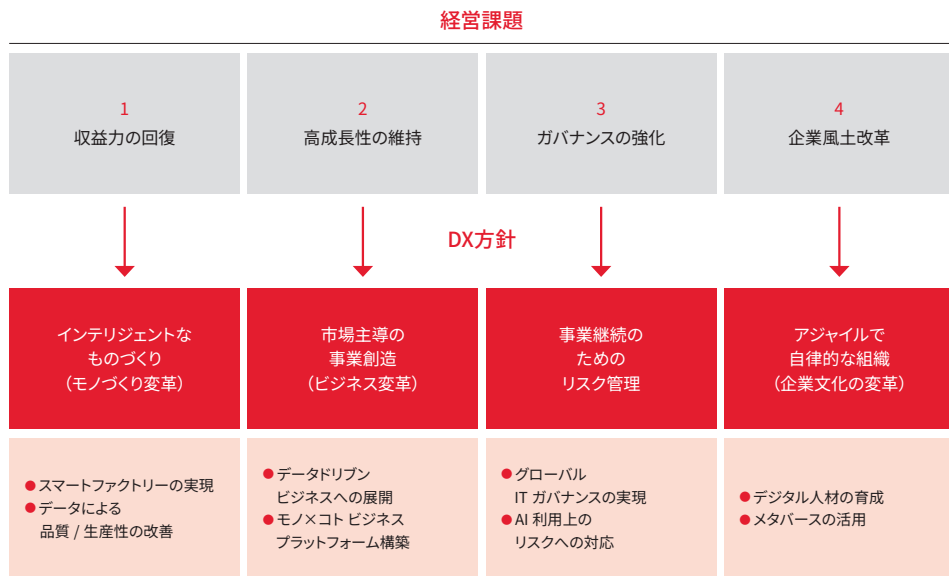 経営課題
1
収益力の回復
2
高成長性の維持
3
ガバナンスの強化
4
企業風土改革
DX方針
インテリジェントな
ものづくり
（モノづくり変革）
市場主導の
事業創造
（ビジネス変革）
事業継続の
ための
リスク管理
アジャイルで
自律的な組織
（企業文化の変革）
●スマートファクトリーの実現
●データによる
品質 / 生産性の改善
●データドリブン
ビジネスへの展開
●モノ×コト ビジネス
プラットフォーム構築
●グローバル
IT ガバナンスの実現
●AI 利用上の
リスクへの対応
●デジタル人材の育成
●メタバースの活用